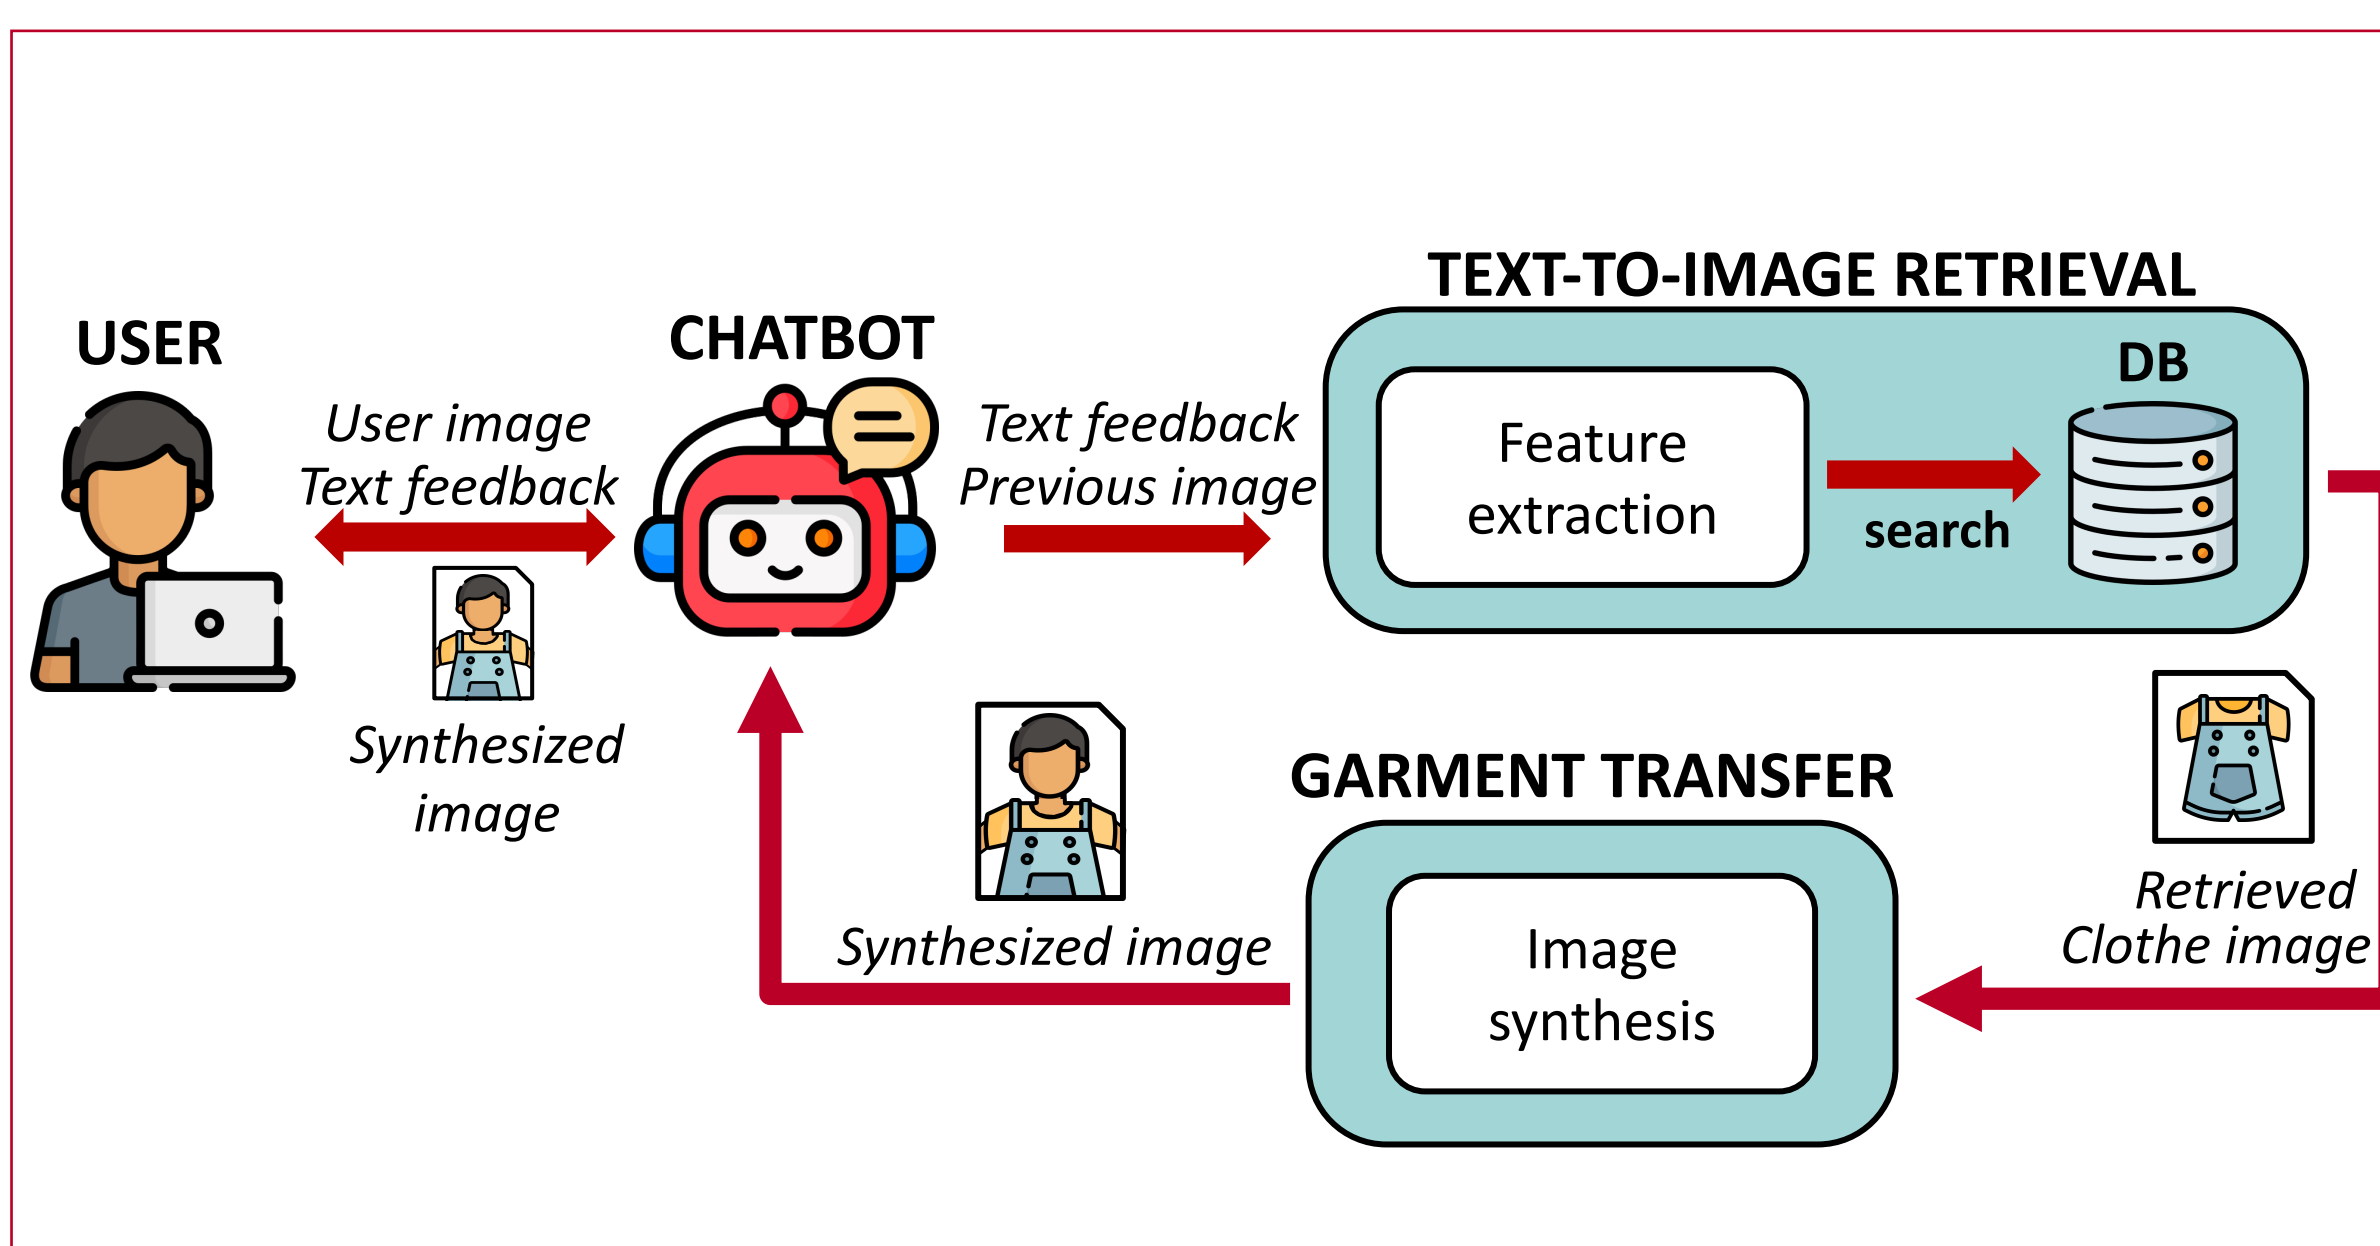 TEXT-TO-IMAGE RETRIEVAL
USER
CHATBOT
DB
User image
Text feedback
Text feedback
Previous image
Feature
extraction
search
Synthesized
image
GARMENT TRANSFER
Retrieved
Clothe image
Synthesized image
Image
synthesis